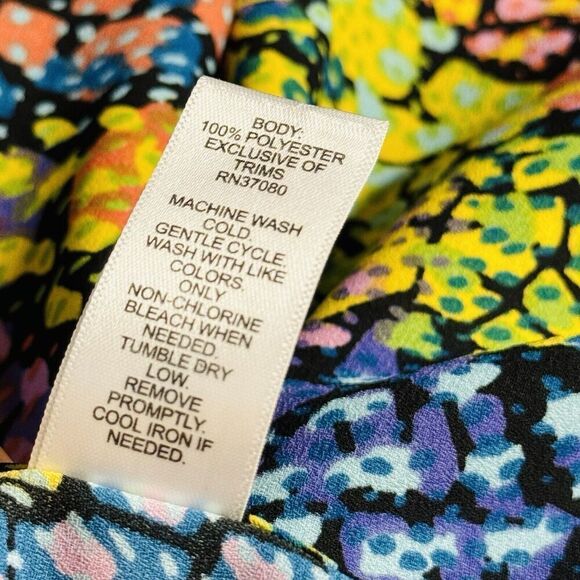 BODY:
100% POLYESTER
EXCLUSIVE OF
TRIMS
RN37080
MACHINE WASH
COLD.
GENTLE CYCLE.
WASH WITH LIKE
COLORS.
ONLY
NON-CHLORINE
BLEACH WHEN
NEEDED.
TUMBLE DRY
LOW.
REMOVE
PROMPTLY.
COOL IRON IF
NEEDED.